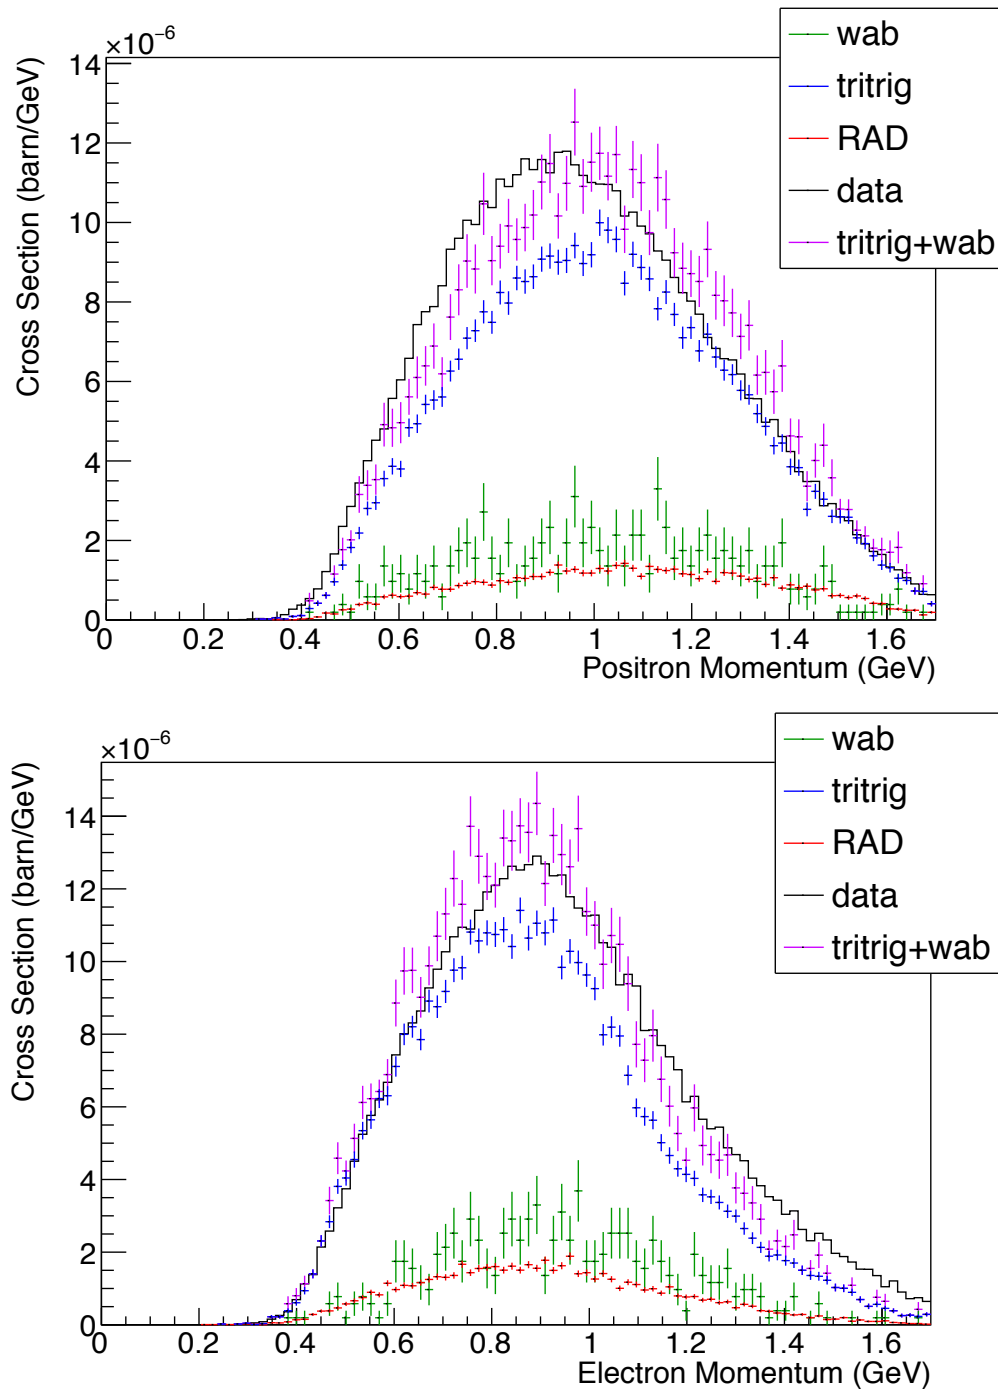 ×10⁻⁶
Cross Section (barn/GeV)
14
12
10
8
6
4
2
0
0 0.2 0.4 0.6 0.8 1 1.2 1.4 1.6
Positron Momentum (GeV)
wab
tritrig
RAD
data
tritrig+wab
×10⁻⁶
Cross Section (barn/GeV)
14
12
10
8
6
4
2
0
0 0.2 0.4 0.6 0.8 1 1.2 1.4 1.6
Electron Momentum (GeV)
wab
tritrig
RAD
data
tritrig+wab